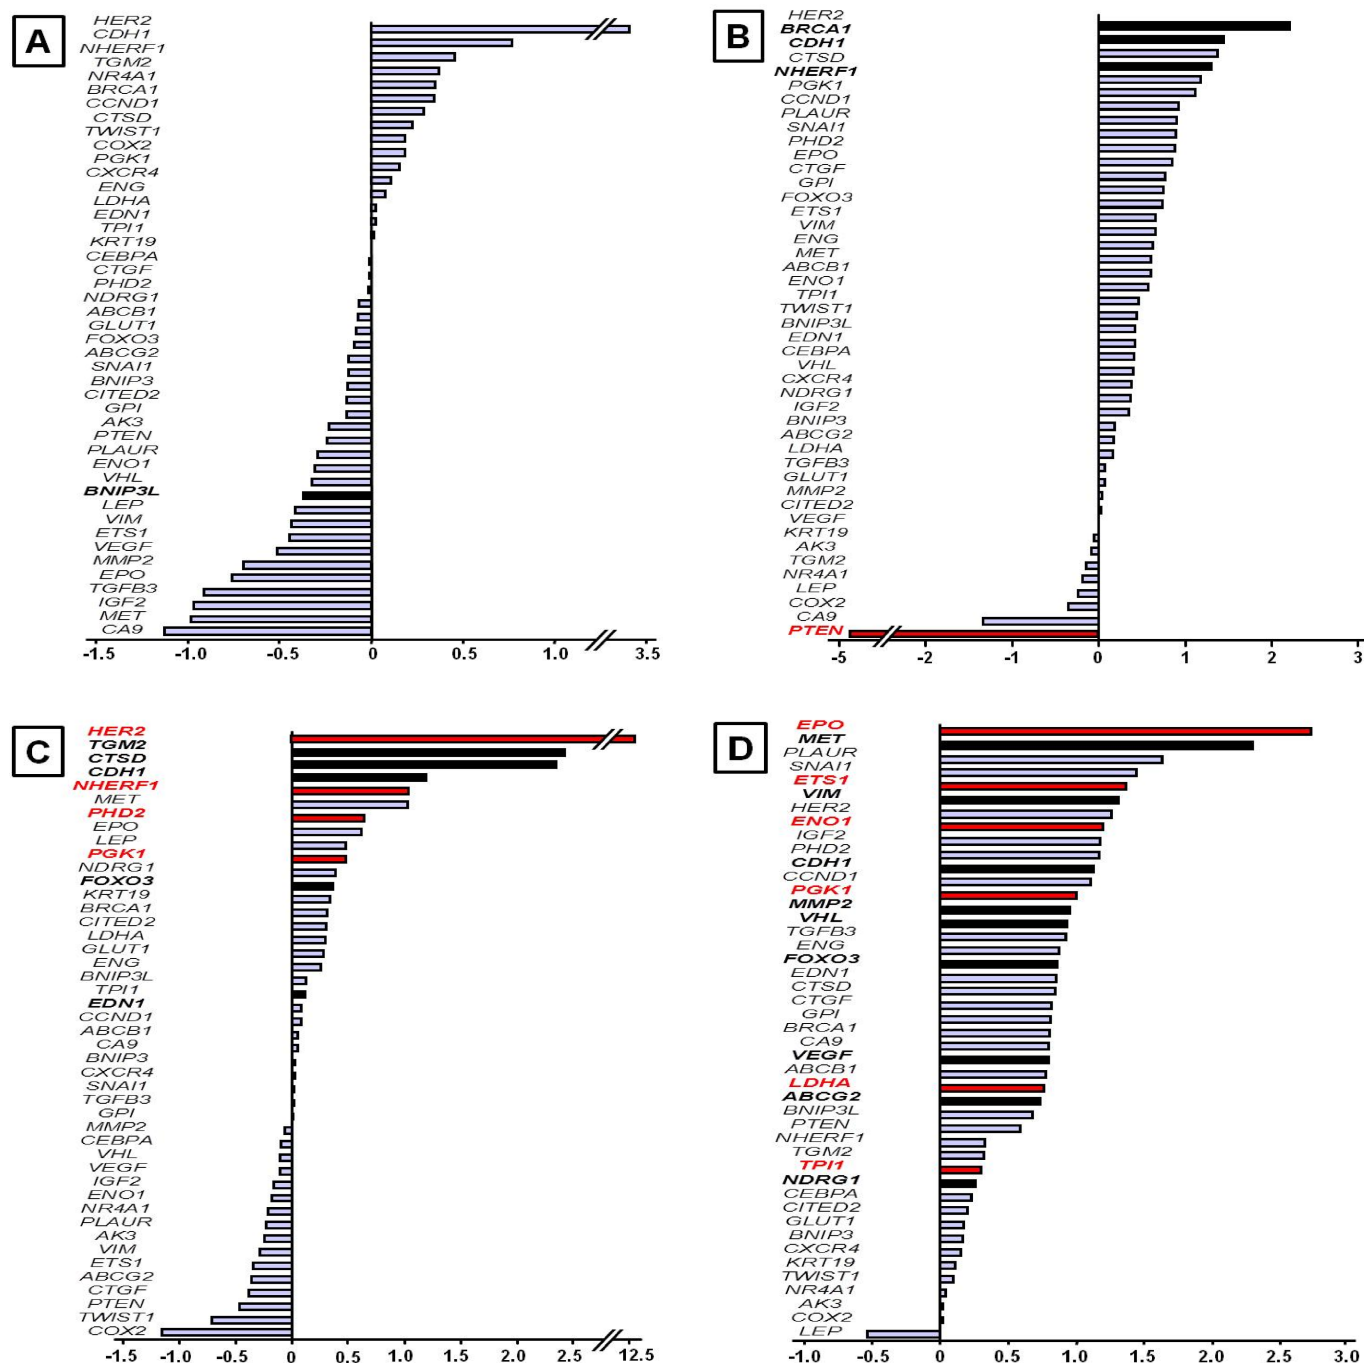 A
HER2
CDH1
NHERF1
TGM2
NR4A1
BRCA1
CCND1
CTSD
TWIST1
COX2
PGK1
CXCR4
ENG
LDHA
EDN1
TPI1
KRT19
CEBPA
CTGF
PHD2
NDRG1
ABCB1
GLUT1
FOXO3
ABCG2
SNAI1
BNIP3
CITED2
GPI
AK3
PTEN
PLAUR
ENO1
VHL
BNIP3L
LEP
VIM
ETS1
VEGF
MMP2
EPO
TGFB3
IGF2
MET
CA9
-1.5 -1.0 -0.5 0 0.5 1.0 3.5
B
HER2
BRCA1
CDH1
CTSD
NHERF1
PGK1
CCND1
PLAUR
SNAI1
PHD2
EPO
CTGF
GPI
FOXO3
ETS1
VIM
ENG
MET
ABCB1
ENO1
TPI1
TWIST1
BNIP3L
EDN1
CEBPA
VHL
CXCR4
NDRG1
IGF2
BNIP3
ABCG2
LDHA
TGFB3
GLUT1
MMP2
CITED2
VEGF
KRT19
AK3
TGM2
NR4A1
LEP
COX2
CA9
PTEN
-5 -2 -1 0 1 2 3
C
HER2
TGM2
CTSD
CDH1
NHERF1
MET
PHD2
EPO
LEP
PGK1
NDRG1
FOXO3
KRT19
BRCA1
CITED2
LDHA
GLUT1
ENG
BNIP3L
TPI1
EDN1
CCND1
ABCB1
CA9
BNIP3
CXCR4
SNAI1
TGFB3
GPI
MMP2
CEBPA
VHL
VEGF
IGF2
ENO1
NR4A1
PLAUR
AK3
VIM
ETS1
ABCG2
CTGF
PTEN
TWIST1
COX2
-1.5 -1.0 -0.5 0 0.5 1.0 1.5 2.0 2.5 12.5
D
EPO
MET
PLAUR
SNAI1
ETS1
VIM
HER2
ENO1
IGF2
PHD2
CDH1
CCND1
PGK1
MMP2
VHL
TGFB3
ENG
FOXO3
EDN1
CTSD
CTGF
GPI
BRCA1
CA9
VEGF
ABCB1
LDHA
ABCG2
BNIP3L
PTEN
NHERF1
TGM2
TPI1
NDRG1
CEBPA
CITED2
GLUT1
BNIP3
CXCR4
KRT19
TWIST1
NR4A1
AK3
COX2
LEP
-1.0 -0.5 0 0.5 1.0 1.5 2.0 2.5 3.0